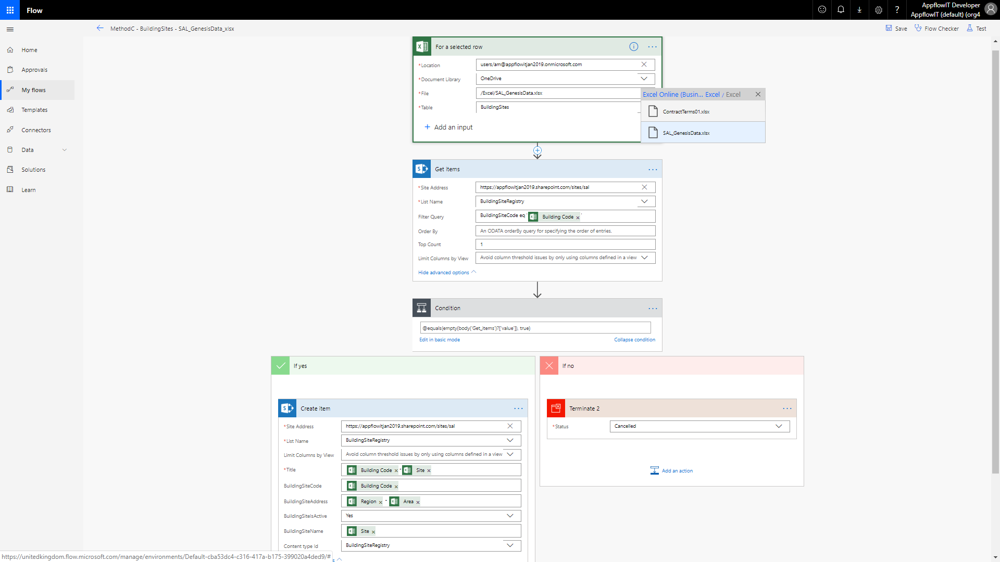 Flow
AppflowIT Developer
AppflowIT (default) (org4
?
MethodC - BuildingSites - SAL_GenesisData_xlsx
Save
Flow Checker
Test
Home
Approvals
My flows
Templates
Connectors
Data
Solutions
Learn
For a selected row
*Location
users/am@appflowitjan2019.onmicrosoft.com
*Document Library
OneDrive
*File
/Excel/SAL_GenesisData.xlsx
*Table
BuildingSites
+ Add an input
Excel Online (Busin... Excel / Excel
ContractTerms01.xlsx
SAL_GenesisData.xlsx
Get items
*Site Address
https://appflowitjan2019.sharepoint.com/sites/sal
*List Name
BuildingSiteRegistry
Filter Query
BuildingSiteCode eq ' Building Code x '
Order By
An ODATA orderBy query for specifying the order of entries.
Top Count
1
Limit Columns by View
Avoid column threshold issues by only using columns defined in a view
Hide advanced options
Condition
@equals(empty(body('Get_items')?['value']), true)
Edit in basic mode
Collapse condition
If yes
If no
Create item
*Site Address
https://appflowitjan2019.sharepoint.com/sites/sal
*List Name
BuildingSiteRegistry
Limit Columns by View
Avoid column threshold issues by only using columns defined in a view
*Title
Building Code x - Site x
BuildingSiteCode
Building Code x
BuildingSiteAddress
Region x - Area x
BuildingSiteIsActive
Yes
BuildingSiteName
Site x
Content type Id
BuildingSiteRegistry
Terminate 2
*Status
Cancelled
Add an action
https://unitedkingdom.flow.microsoft.com/manage/environments/Default-cba53dc4-c316-417a-b175-399020a4ded9/#